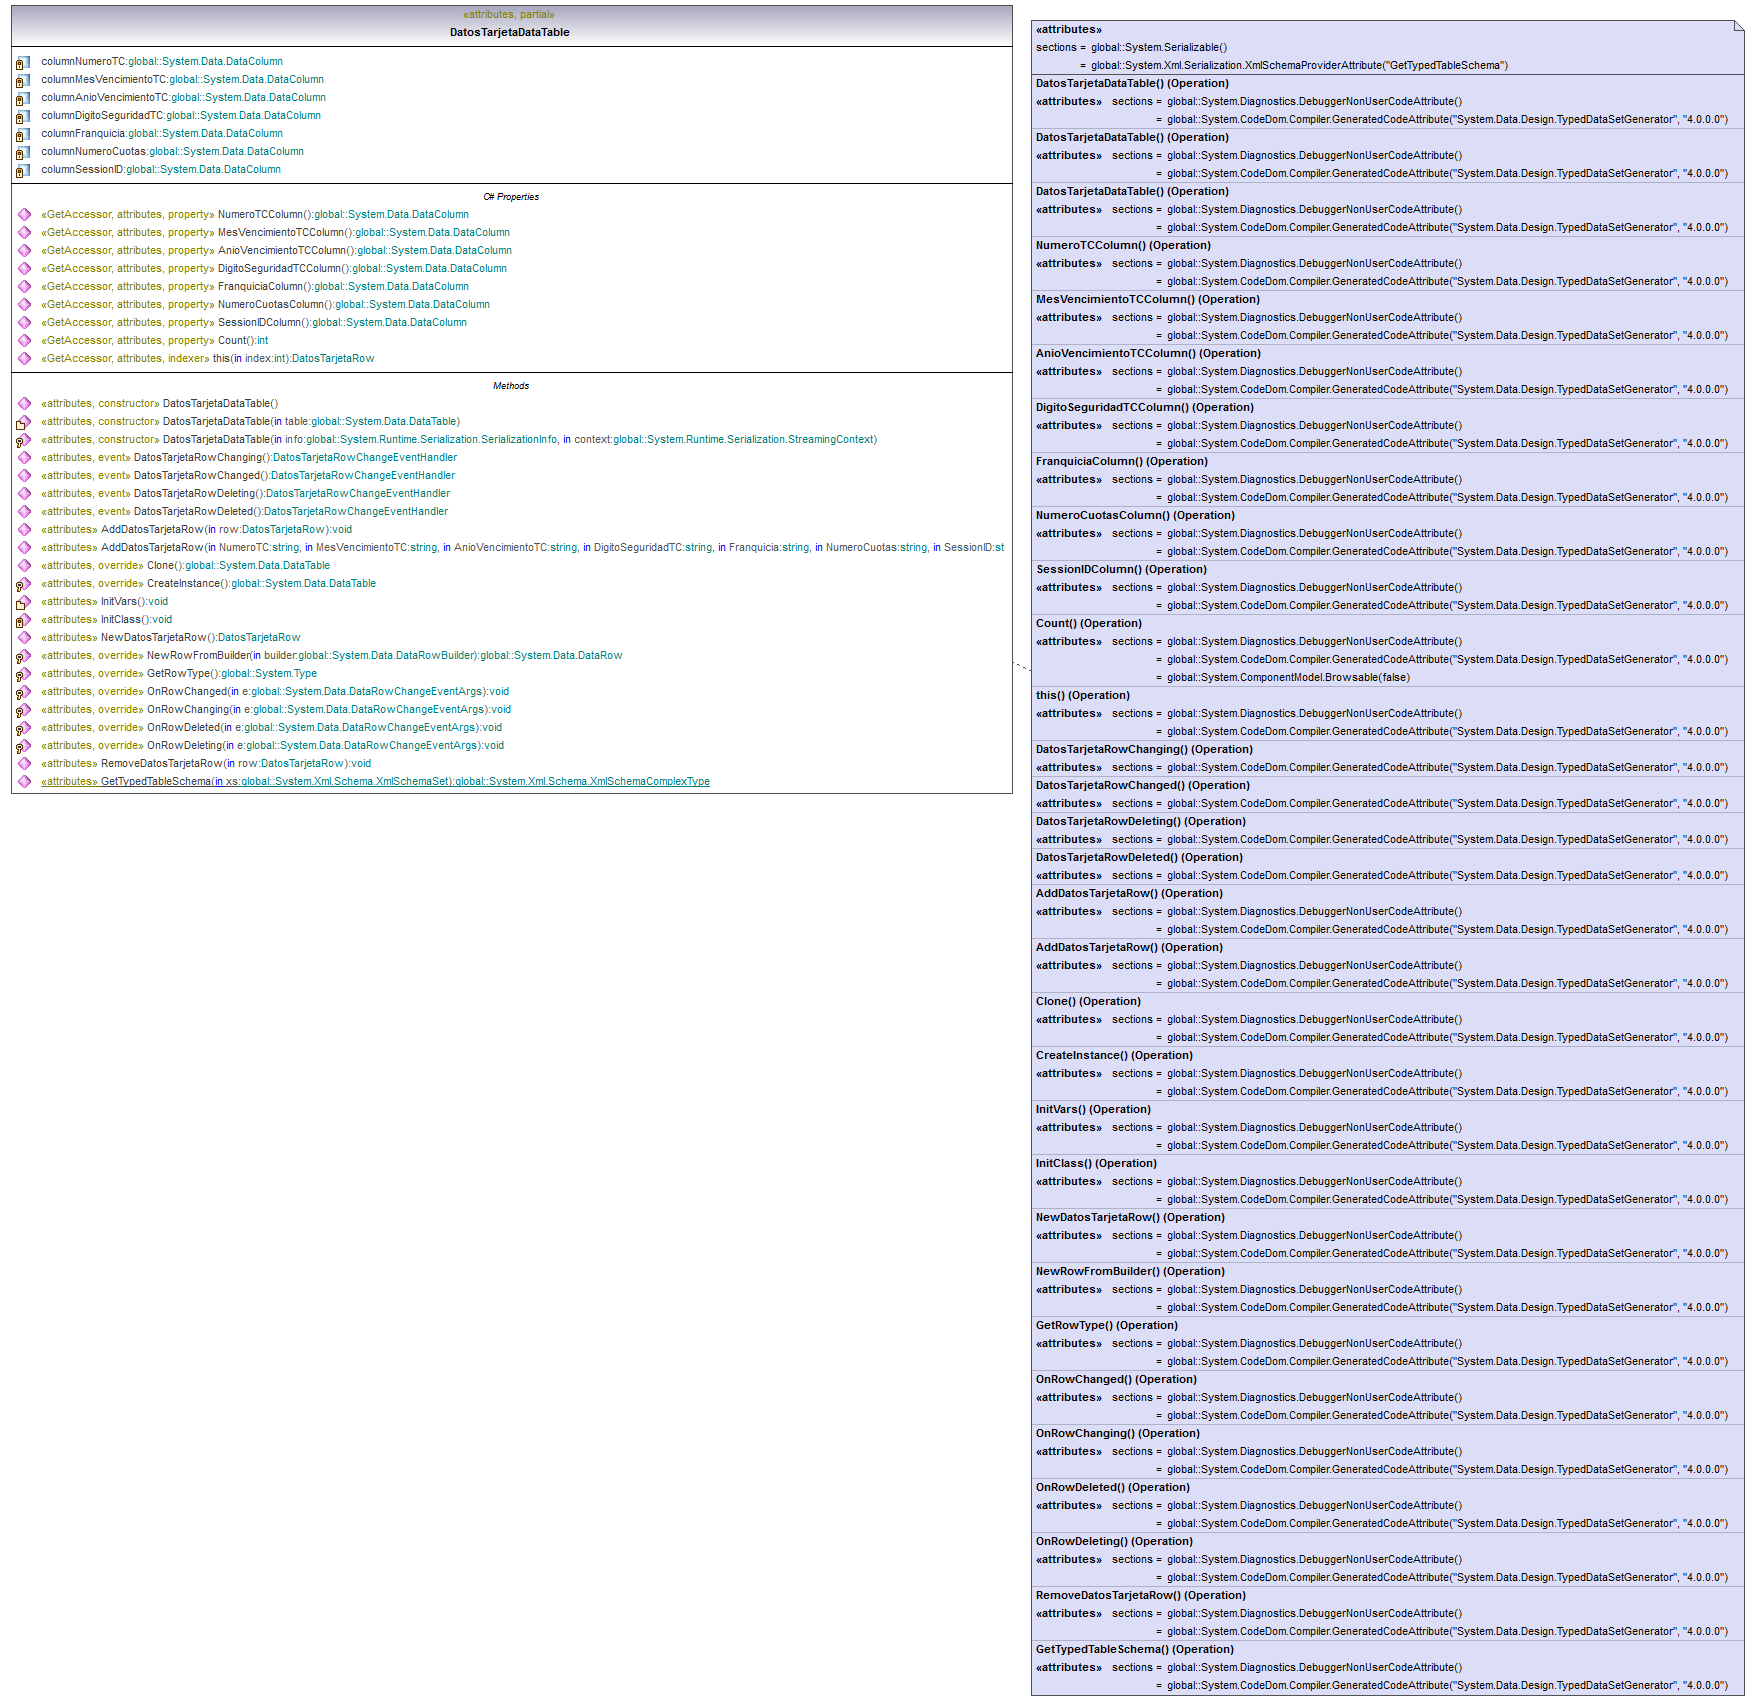 «attributes, partial»
DatosTarjetaDataTable
columnNumeroTC:global::System.Data.DataColumn
columnMesVencimientoTC:global::System.Data.DataColumn
columnAnioVencimientoTC:global::System.Data.DataColumn
columnDigitoSeguridadTC:global::System.Data.DataColumn
columnFranquicia:global::System.Data.DataColumn
columnNumeroCuotas:global::System.Data.DataColumn
columnSessionID:global::System.Data.DataColumn
C# Properties
«GetAccessor, attributes, property» NumeroTCColumn():global::System.Data.DataColumn
«GetAccessor, attributes, property» MesVencimientoTCColumn():global::System.Data.DataColumn
«GetAccessor, attributes, property» AnioVencimientoTCColumn():global::System.Data.DataColumn
«GetAccessor, attributes, property» DigitoSeguridadTCColumn():global::System.Data.DataColumn
«GetAccessor, attributes, property» FranquiciaColumn():global::System.Data.DataColumn
«GetAccessor, attributes, property» NumeroCuotasColumn():global::System.Data.DataColumn
«GetAccessor, attributes, property» SessionIDColumn():global::System.Data.DataColumn
«GetAccessor, attributes, property» Count():int
«GetAccessor, attributes, indexer» this(in index:int):DatosTarjetaRow
Methods
«attributes, constructor» DatosTarjetaDataTable()
«attributes, constructor» DatosTarjetaDataTable(in table:global::System.Data.DataTable)
«attributes, constructor» DatosTarjetaDataTable(in info:global::System.Runtime.Serialization.SerializationInfo, in context:global::System.Runtime.Serialization.StreamingContext)
«attributes, event» DatosTarjetaRowChanging():DatosTarjetaRowChangeEventHandler
«attributes, event» DatosTarjetaRowChanged():DatosTarjetaRowChangeEventHandler
«attributes, event» DatosTarjetaRowDeleting():DatosTarjetaRowChangeEventHandler
«attributes, event» DatosTarjetaRowDeleted():DatosTarjetaRowChangeEventHandler
«attributes» AddDatosTarjetaRow(in row:DatosTarjetaRow):void
«attributes» AddDatosTarjetaRow(in NumeroTC:string, in MesVencimientoTC:string, in AnioVencimientoTC:string, in DigitoSeguridadTC:string, in Franquicia:string, in NumeroCuotas:string, in SessionID:st
«attributes, override» Clone():global::System.Data.DataTable
«attributes, override» CreateInstance():global::System.Data.DataTable
«attributes» InitVars():void
«attributes» InitClass():void
«attributes» NewDatosTarjetaRow():DatosTarjetaRow
«attributes, override» NewRowFromBuilder(in builder:global::System.Data.DataRowBuilder):global::System.Data.DataRow
«attributes, override» GetRowType():global::System.Type
«attributes, override» OnRowChanged(in e:global::System.Data.DataRowChangeEventArgs):void
«attributes, override» OnRowChanging(in e:global::System.Data.DataRowChangeEventArgs):void
«attributes, override» OnRowDeleted(in e:global::System.Data.DataRowChangeEventArgs):void
«attributes, override» OnRowDeleting(in e:global::System.Data.DataRowChangeEventArgs):void
«attributes» RemoveDatosTarjetaRow(in row:DatosTarjetaRow):void
«attributes» GetTypedTableSchema(in xs:global::System.Xml.Schema.XmlSchemaSet):global::System.Xml.Schema.XmlSchemaComplexType
«attributes»
sections = global::System.Serializable()
= global::System.Xml.Serialization.XmlSchemaProviderAttribute("GetTypedTableSchema")
DatosTarjetaDataTable() (Operation)
«attributes» sections = global::System.Diagnostics.DebuggerNonUserCodeAttribute()
= global::System.CodeDom.Compiler.GeneratedCodeAttribute("System.Data.Design.TypedDataSetGenerator", "4.0.0.0")
DatosTarjetaDataTable() (Operation)
«attributes» sections = global::System.Diagnostics.DebuggerNonUserCodeAttribute()
= global::System.CodeDom.Compiler.GeneratedCodeAttribute("System.Data.Design.TypedDataSetGenerator", "4.0.0.0")
DatosTarjetaDataTable() (Operation)
«attributes» sections = global::System.Diagnostics.DebuggerNonUserCodeAttribute()
= global::System.CodeDom.Compiler.GeneratedCodeAttribute("System.Data.Design.TypedDataSetGenerator", "4.0.0.0")
NumeroTCColumn() (Operation)
«attributes» sections = global::System.Diagnostics.DebuggerNonUserCodeAttribute()
= global::System.CodeDom.Compiler.GeneratedCodeAttribute("System.Data.Design.TypedDataSetGenerator", "4.0.0.0")
MesVencimientoTCColumn() (Operation)
«attributes» sections = global::System.Diagnostics.DebuggerNonUserCodeAttribute()
= global::System.CodeDom.Compiler.GeneratedCodeAttribute("System.Data.Design.TypedDataSetGenerator", "4.0.0.0")
AnioVencimientoTCColumn() (Operation)
«attributes» sections = global::System.Diagnostics.DebuggerNonUserCodeAttribute()
= global::System.CodeDom.Compiler.GeneratedCodeAttribute("System.Data.Design.TypedDataSetGenerator", "4.0.0.0")
DigitoSeguridadTCColumn() (Operation)
«attributes» sections = global::System.Diagnostics.DebuggerNonUserCodeAttribute()
= global::System.CodeDom.Compiler.GeneratedCodeAttribute("System.Data.Design.TypedDataSetGenerator", "4.0.0.0")
FranquiciaColumn() (Operation)
«attributes» sections = global::System.Diagnostics.DebuggerNonUserCodeAttribute()
= global::System.CodeDom.Compiler.GeneratedCodeAttribute("System.Data.Design.TypedDataSetGenerator", "4.0.0.0")
NumeroCuotasColumn() (Operation)
«attributes» sections = global::System.Diagnostics.DebuggerNonUserCodeAttribute()
= global::System.CodeDom.Compiler.GeneratedCodeAttribute("System.Data.Design.TypedDataSetGenerator", "4.0.0.0")
SessionIDColumn() (Operation)
«attributes» sections = global::System.Diagnostics.DebuggerNonUserCodeAttribute()
= global::System.CodeDom.Compiler.GeneratedCodeAttribute("System.Data.Design.TypedDataSetGenerator", "4.0.0.0")
Count() (Operation)
«attributes» sections = global::System.Diagnostics.DebuggerNonUserCodeAttribute()
= global::System.CodeDom.Compiler.GeneratedCodeAttribute("System.Data.Design.TypedDataSetGenerator", "4.0.0.0")
= global::System.ComponentModel.Browsable(false)
this() (Operation)
«attributes» sections = global::System.Diagnostics.DebuggerNonUserCodeAttribute()
= global::System.CodeDom.Compiler.GeneratedCodeAttribute("System.Data.Design.TypedDataSetGenerator", "4.0.0.0")
DatosTarjetaRowChanging() (Operation)
«attributes» sections = global::System.CodeDom.Compiler.GeneratedCodeAttribute("System.Data.Design.TypedDataSetGenerator", "4.0.0.0")
DatosTarjetaRowChanged() (Operation)
«attributes» sections = global::System.CodeDom.Compiler.GeneratedCodeAttribute("System.Data.Design.TypedDataSetGenerator", "4.0.0.0")
DatosTarjetaRowDeleting() (Operation)
«attributes» sections = global::System.CodeDom.Compiler.GeneratedCodeAttribute("System.Data.Design.TypedDataSetGenerator", "4.0.0.0")
DatosTarjetaRowDeleted() (Operation)
«attributes» sections = global::System.CodeDom.Compiler.GeneratedCodeAttribute("System.Data.Design.TypedDataSetGenerator", "4.0.0.0")
AddDatosTarjetaRow() (Operation)
«attributes» sections = global::System.Diagnostics.DebuggerNonUserCodeAttribute()
= global::System.CodeDom.Compiler.GeneratedCodeAttribute("System.Data.Design.TypedDataSetGenerator", "4.0.0.0")
AddDatosTarjetaRow() (Operation)
«attributes» sections = global::System.Diagnostics.DebuggerNonUserCodeAttribute()
= global::System.CodeDom.Compiler.GeneratedCodeAttribute("System.Data.Design.TypedDataSetGenerator", "4.0.0.0")
Clone() (Operation)
«attributes» sections = global::System.Diagnostics.DebuggerNonUserCodeAttribute()
= global::System.CodeDom.Compiler.GeneratedCodeAttribute("System.Data.Design.TypedDataSetGenerator", "4.0.0.0")
CreateInstance() (Operation)
«attributes» sections = global::System.Diagnostics.DebuggerNonUserCodeAttribute()
= global::System.CodeDom.Compiler.GeneratedCodeAttribute("System.Data.Design.TypedDataSetGenerator", "4.0.0.0")
InitVars() (Operation)
«attributes» sections = global::System.Diagnostics.DebuggerNonUserCodeAttribute()
= global::System.CodeDom.Compiler.GeneratedCodeAttribute("System.Data.Design.TypedDataSetGenerator", "4.0.0.0")
InitClass() (Operation)
«attributes» sections = global::System.Diagnostics.DebuggerNonUserCodeAttribute()
= global::System.CodeDom.Compiler.GeneratedCodeAttribute("System.Data.Design.TypedDataSetGenerator", "4.0.0.0")
NewDatosTarjetaRow() (Operation)
«attributes» sections = global::System.Diagnostics.DebuggerNonUserCodeAttribute()
= global::System.CodeDom.Compiler.GeneratedCodeAttribute("System.Data.Design.TypedDataSetGenerator", "4.0.0.0")
NewRowFromBuilder() (Operation)
«attributes» sections = global::System.Diagnostics.DebuggerNonUserCodeAttribute()
= global::System.CodeDom.Compiler.GeneratedCodeAttribute("System.Data.Design.TypedDataSetGenerator", "4.0.0.0")
GetRowType() (Operation)
«attributes» sections = global::System.Diagnostics.DebuggerNonUserCodeAttribute()
= global::System.CodeDom.Compiler.GeneratedCodeAttribute("System.Data.Design.TypedDataSetGenerator", "4.0.0.0")
OnRowChanged() (Operation)
«attributes» sections = global::System.Diagnostics.DebuggerNonUserCodeAttribute()
= global::System.CodeDom.Compiler.GeneratedCodeAttribute("System.Data.Design.TypedDataSetGenerator", "4.0.0.0")
OnRowChanging() (Operation)
«attributes» sections = global::System.Diagnostics.DebuggerNonUserCodeAttribute()
= global::System.CodeDom.Compiler.GeneratedCodeAttribute("System.Data.Design.TypedDataSetGenerator", "4.0.0.0")
OnRowDeleted() (Operation)
«attributes» sections = global::System.Diagnostics.DebuggerNonUserCodeAttribute()
= global::System.CodeDom.Compiler.GeneratedCodeAttribute("System.Data.Design.TypedDataSetGenerator", "4.0.0.0")
OnRowDeleting() (Operation)
«attributes» sections = global::System.Diagnostics.DebuggerNonUserCodeAttribute()
= global::System.CodeDom.Compiler.GeneratedCodeAttribute("System.Data.Design.TypedDataSetGenerator", "4.0.0.0")
RemoveDatosTarjetaRow() (Operation)
«attributes» sections = global::System.Diagnostics.DebuggerNonUserCodeAttribute()
= global::System.CodeDom.Compiler.GeneratedCodeAttribute("System.Data.Design.TypedDataSetGenerator", "4.0.0.0")
GetTypedTableSchema() (Operation)
«attributes» sections = global::System.Diagnostics.DebuggerNonUserCodeAttribute()
= global::System.CodeDom.Compiler.GeneratedCodeAttribute("System.Data.Design.TypedDataSetGenerator", "4.0.0.0")